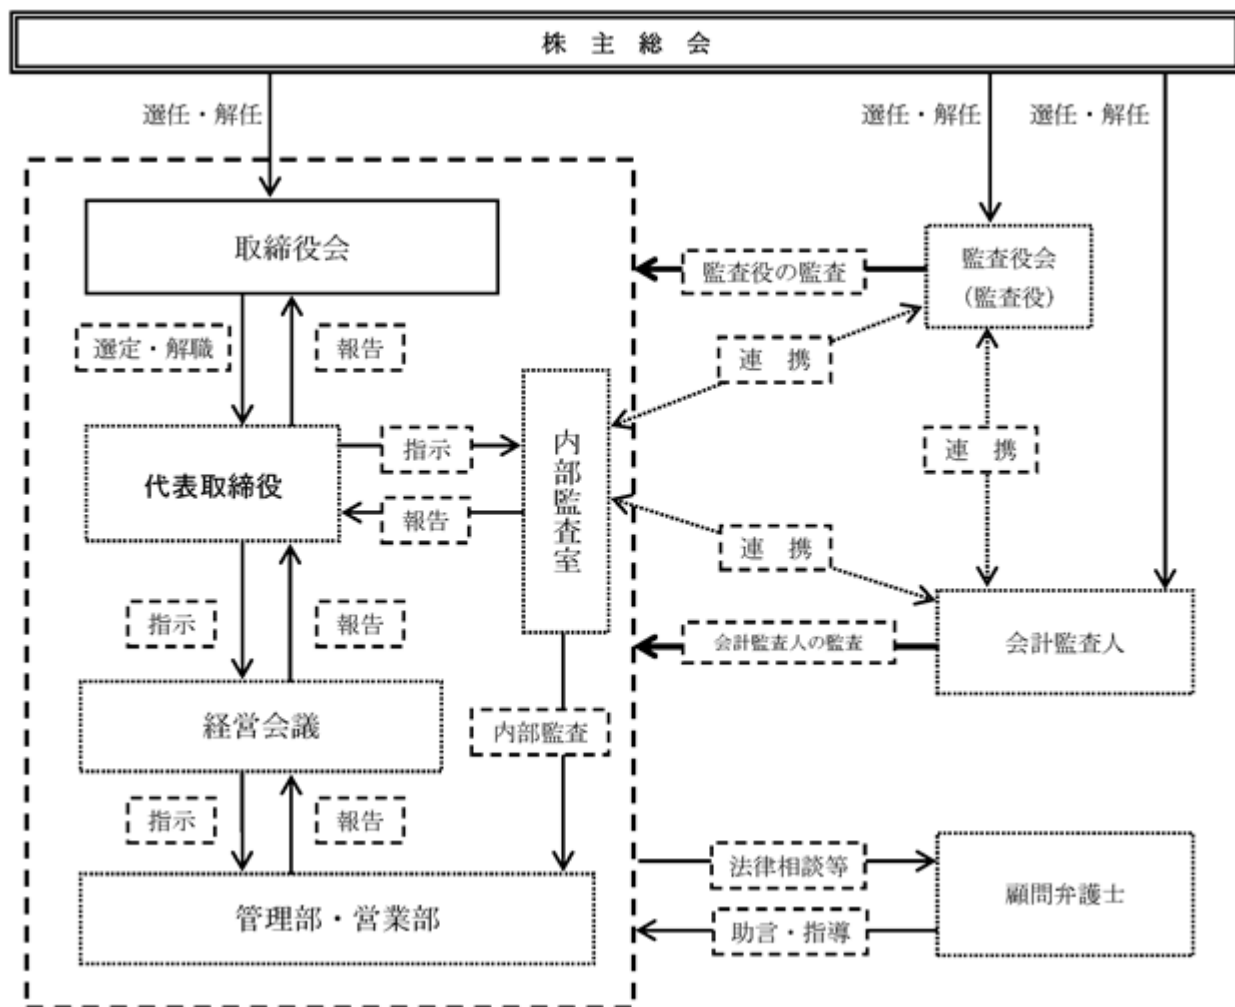 株 主 総 会
選任・解任
選任・解任
選任・解任
取締役会
監査役の監査
監査役会
(監査役)
選定・解職
報告
連 携
代表取締役
指示
内部監査室
連 携
報告
連 携
指示
報告
会計監査人の監査
会計監査人
経営会議
内部監査
指示
報告
法律相談等
顧問弁護士
管理部・営業部
助言・指導